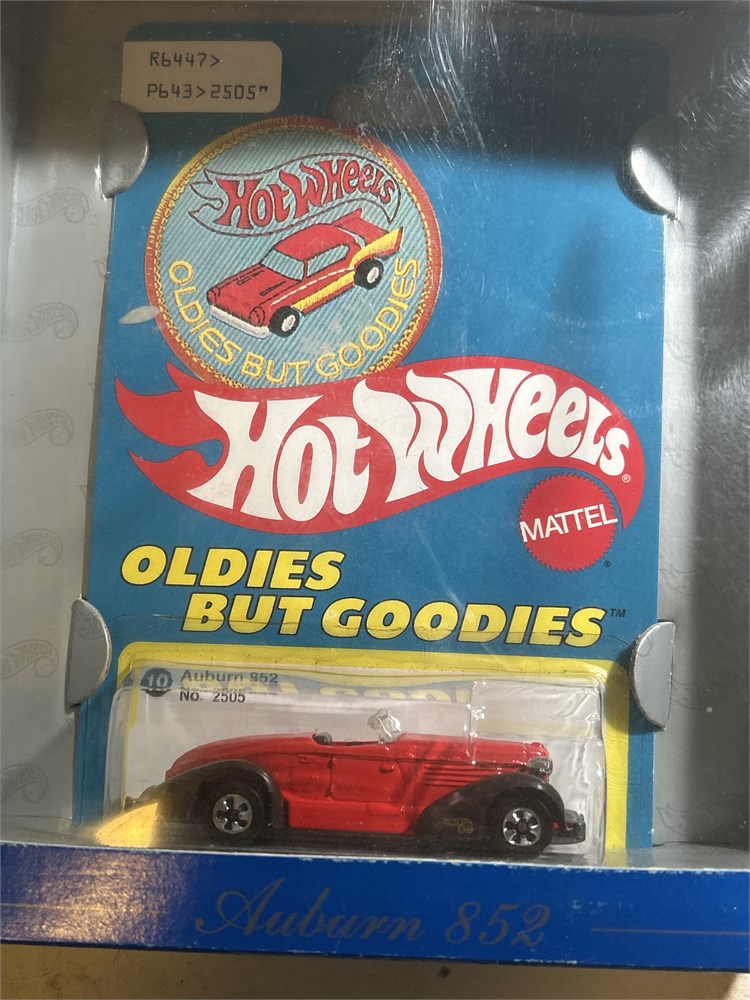 R6447>
P643>2505"
HOT WHEELS
OLDIES BUT GOODIES
HOT WHEELS
®
MATTEL
®
OLDIES
BUT GOODIES™
10 Auburn 852
No. 2505
Auburn 852